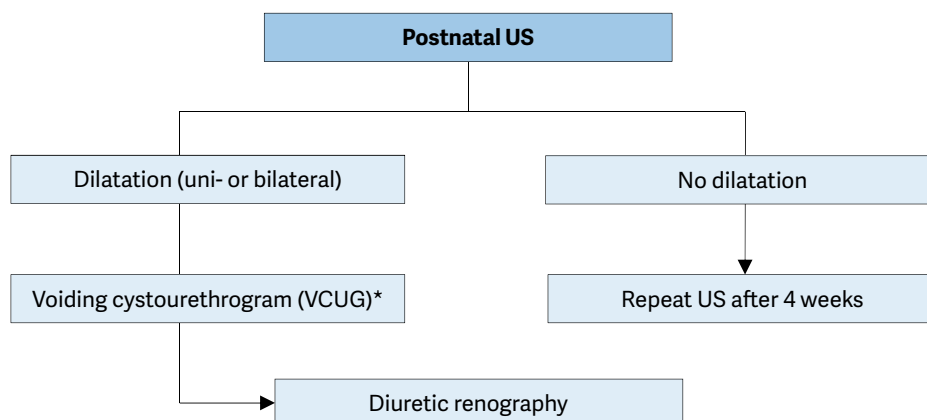 Postnatal US
Dilatation (uni- or bilateral)
No dilatation
Voiding cystourethrogram (VCUG)*
Repeat US after 4 weeks
Diuretic renography